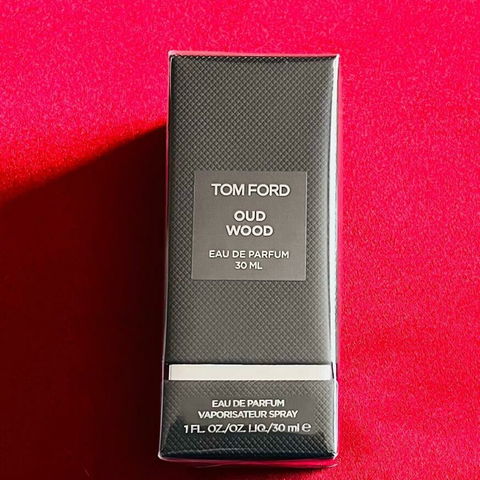 TOM FORD
OUD
WOOD
EAU DE PARFUM
30 ML
EAU DE PARFUM
VAPORISATEUR SPRAY
1 FL. OZ./OZ. LIQ./30 ml ℮